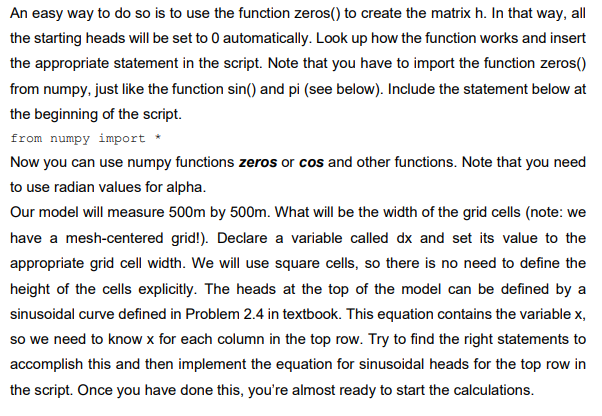 An easy way to do so is to use the function zeros() to create the matrix h. In that way, all
the starting heads will be set to 0 automatically. Look up how the function works and insert
the appropriate statement in the script. Note that you have to import the function zeros()
from numpy, just like the function sin() and pi (see below). Include the statement below at
the beginning of the script.
from numpy import *
Now you can use numpy functions zeros or cos and other functions. Note that you need
to use radian values for alpha.
Our model will measure 500m by 500m. What will be the width of the grid cells (note: we
have a mesh-centered grid!). Declare a variable called dx and set its value to the
appropriate grid cell width. We will use square cells, so there is no need to define the
height of the cells explicitly. The heads at the top of the model can be defined by a
sinusoidal curve defined in Problem 2.4 in textbook. This equation contains the variable x,
so we need to know x for each column in the top row. Try to find the right statements to
accomplish this and then implement the equation for sinusoidal heads for the top row in
the script. Once you have done this, you're almost ready to start the calculations.